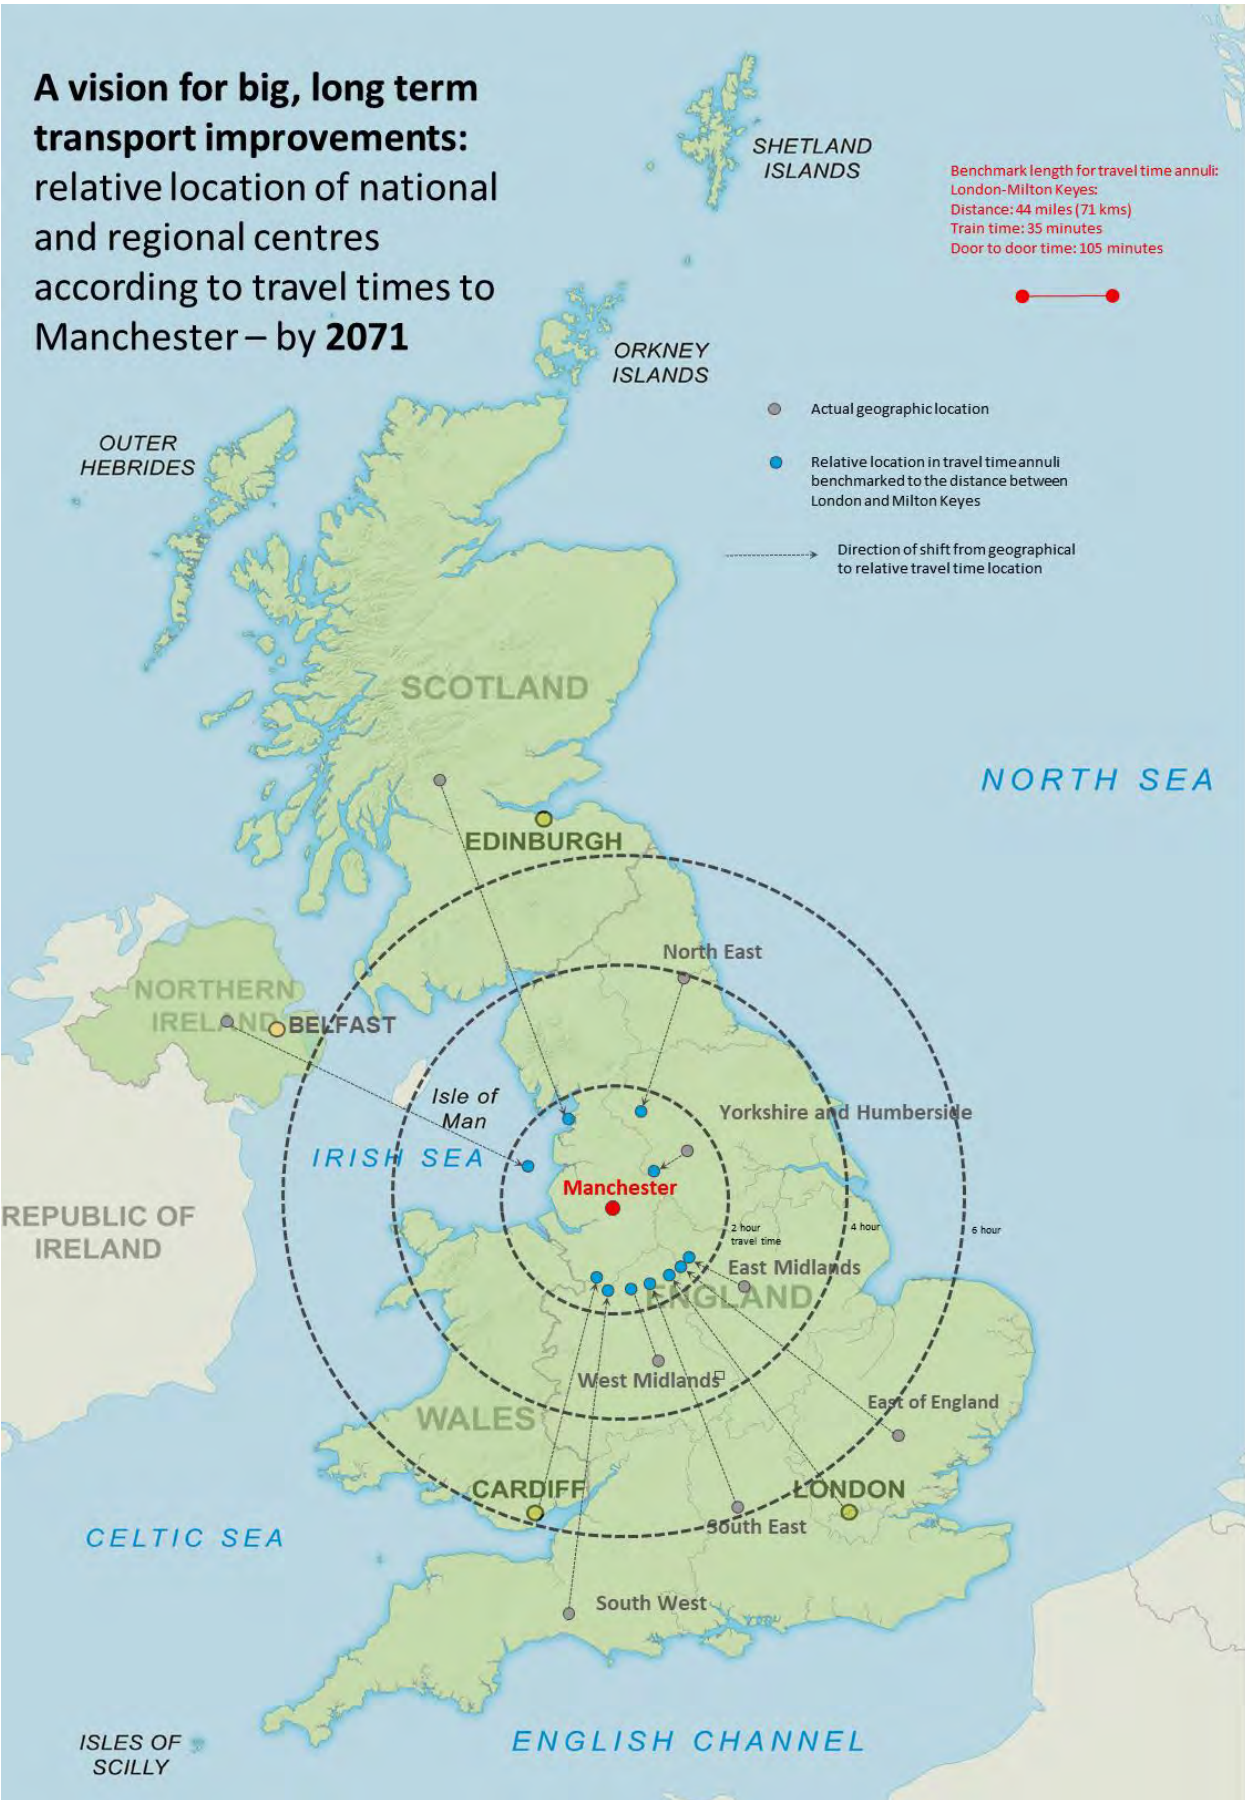 A vision for big, long term
transport improvements:
relative location of national
and regional centres
according to travel times to
Manchester – by 2071
SHETLAND
ISLANDS
Benchmark length for travel time annuli:
London-Milton Keyes:
Distance: 44 miles (71 kms)
Train time: 35 minutes
Door to door time: 105 minutes
ORKNEY
ISLANDS
Actual geographic location
OUTER
HEBRIDES
Relative location in travel time annuli
benchmarked to the distance between
London and Milton Keyes
Direction of shift from geographical
to relative travel time location
SCOTLAND
NORTH SEA
EDINBURGH
North East
NORTHERN
IRELAND
BELFAST
Isle of
Man
Yorkshire and Humberside
IRISH SEA
Manchester
REPUBLIC OF
IRELAND
2 hour
travel time
4 hour
6 hour
East Midlands
ENGLAND
West Midlands
East of England
WALES
CARDIFF
LONDON
South East
CELTIC SEA
South West
ISLES OF
SCILLY
ENGLISH CHANNEL